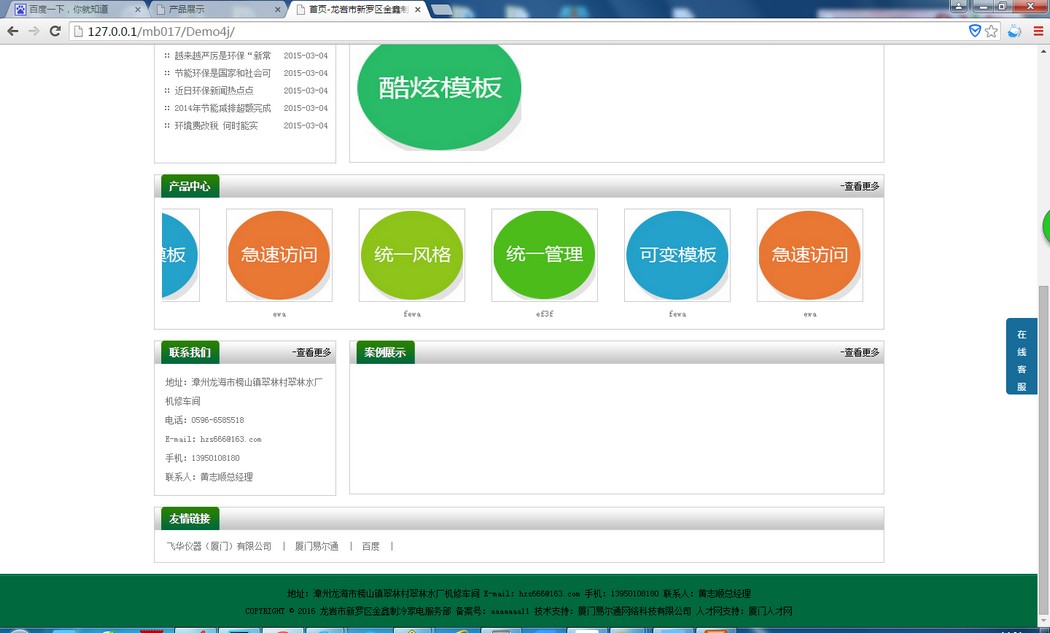 百度一下，你就知道
产品展示
首页-龙岩市新罗区金鑫制
127.0.0.1/mb017/Demo4j/
越来越严厉是环保“新常 2015-03-04
节能环保是国家和社会可 2015-03-04
近日环保新闻热点点 2015-03-04
2014年节能减排超额完成 2015-03-04
环境费改税 何时能实 2015-03-04
酷炫模板
产品中心 -查看更多
模板 急速访问 统一风格 统一管理 可变模板 急速访问
ewa fewa ef3f fewa ewa
联系我们 -查看更多
地址：漳州龙海市榜山镇翠林村翠林水厂
机修车间
电话：0596-6585518
E-mail：hzs666@163.com
手机：13950108180
联系人：黄志顺总经理
案例展示 -查看更多
在线客服
友情链接
飞华仪器（厦门）有限公司 | 厦门易尔通 | 百度 |
地址：漳州龙海市榜山镇翠林村翠林水厂机修车间 E-mail：hzs666@163.com 手机：13950108180 联系人：黄志顺总经理
COPYRIGHT © 2016 龙岩市新罗区金鑫制冷家电服务部 备案号：aaaaaaa11 技术支持：厦门易尔通网络科技有限公司 人才网支持：厦门人才网